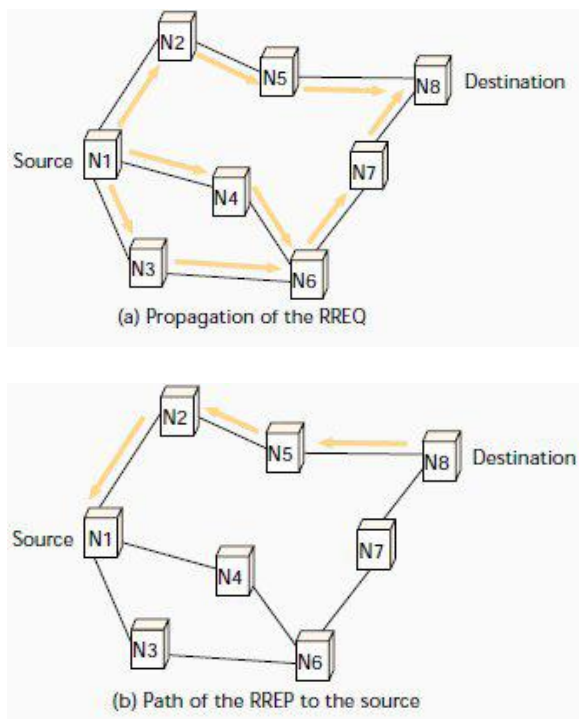 N2
N5
N8 Destination
Source N1
N7
N4
N3
N6
(a) Propagation of the RREQ
N2
N5
N8 Destination
Source N1
N7
N4
N3
N6
(b) Path of the RREP to the source